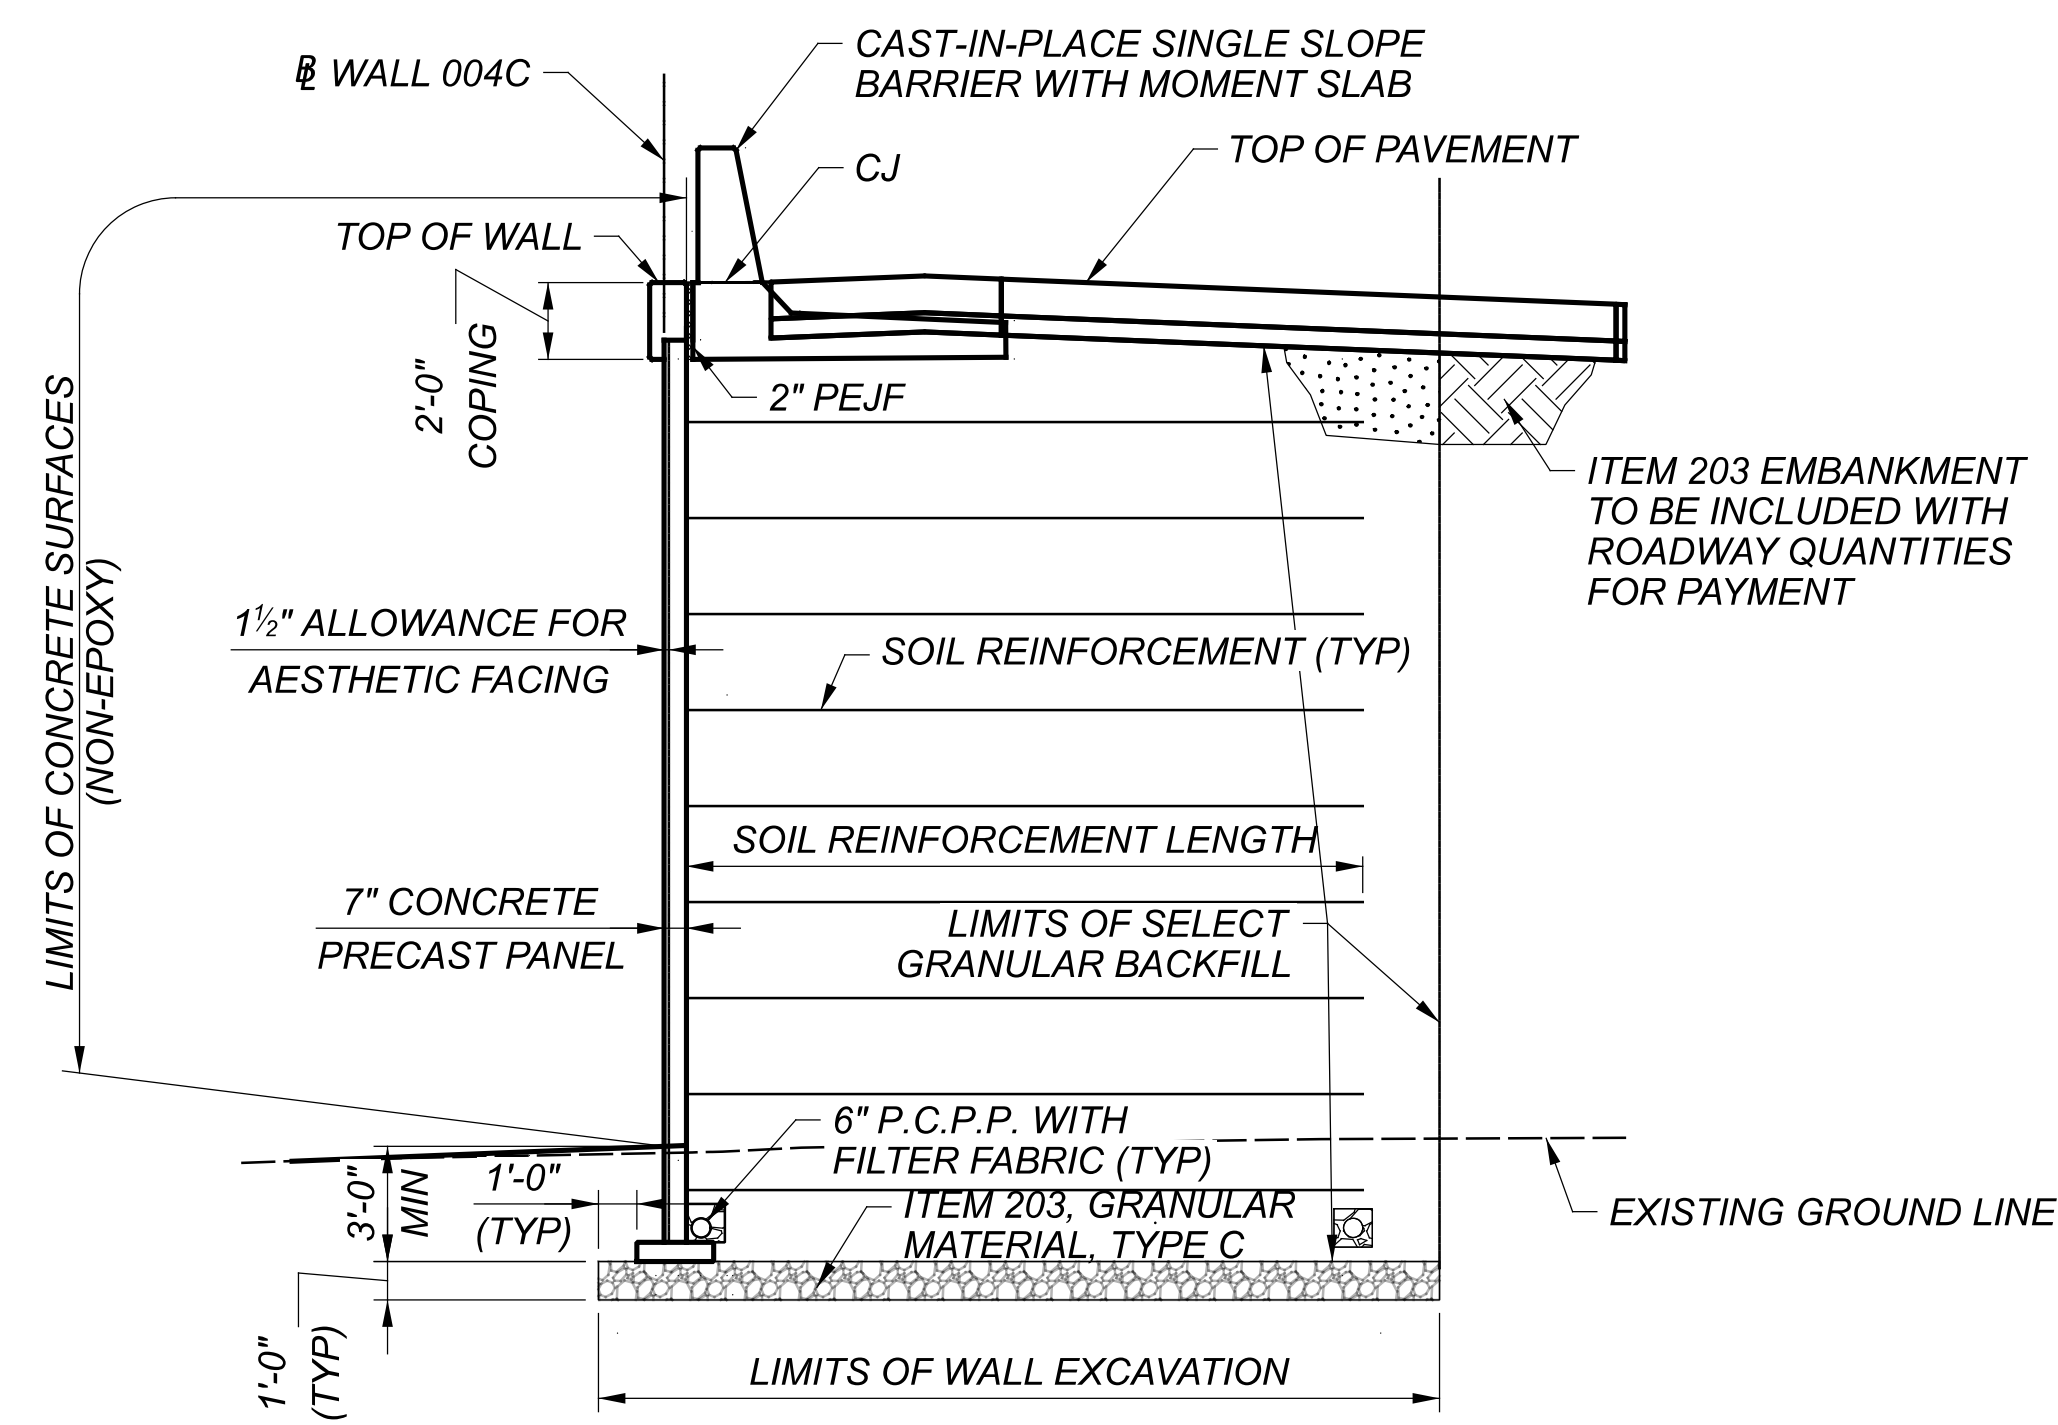 ℄ WALL 004C
CAST-IN-PLACE SINGLE SLOPE
BARRIER WITH MOMENT SLAB
TOP OF PAVEMENT
CJ
TOP OF WALL
2'-0"
COPING
2" PEJF
ITEM 203 EMBANKMENT
TO BE INCLUDED WITH
ROADWAY QUANTITIES
FOR PAYMENT
LIMITS OF CONCRETE SURFACES
(NON-EPOXY)
1½" ALLOWANCE FOR
AESTHETIC FACING
SOIL REINFORCEMENT (TYP)
SOIL REINFORCEMENT LENGTH
7" CONCRETE
PRECAST PANEL
LIMITS OF SELECT
GRANULAR BACKFILL
6" P.C.P.P. WITH
FILTER FABRIC (TYP)
3'-0"
MIN
1'-0"
(TYP)
ITEM 203, GRANULAR
MATERIAL, TYPE C
EXISTING GROUND LINE
1'-0"
(TYP)
LIMITS OF WALL EXCAVATION